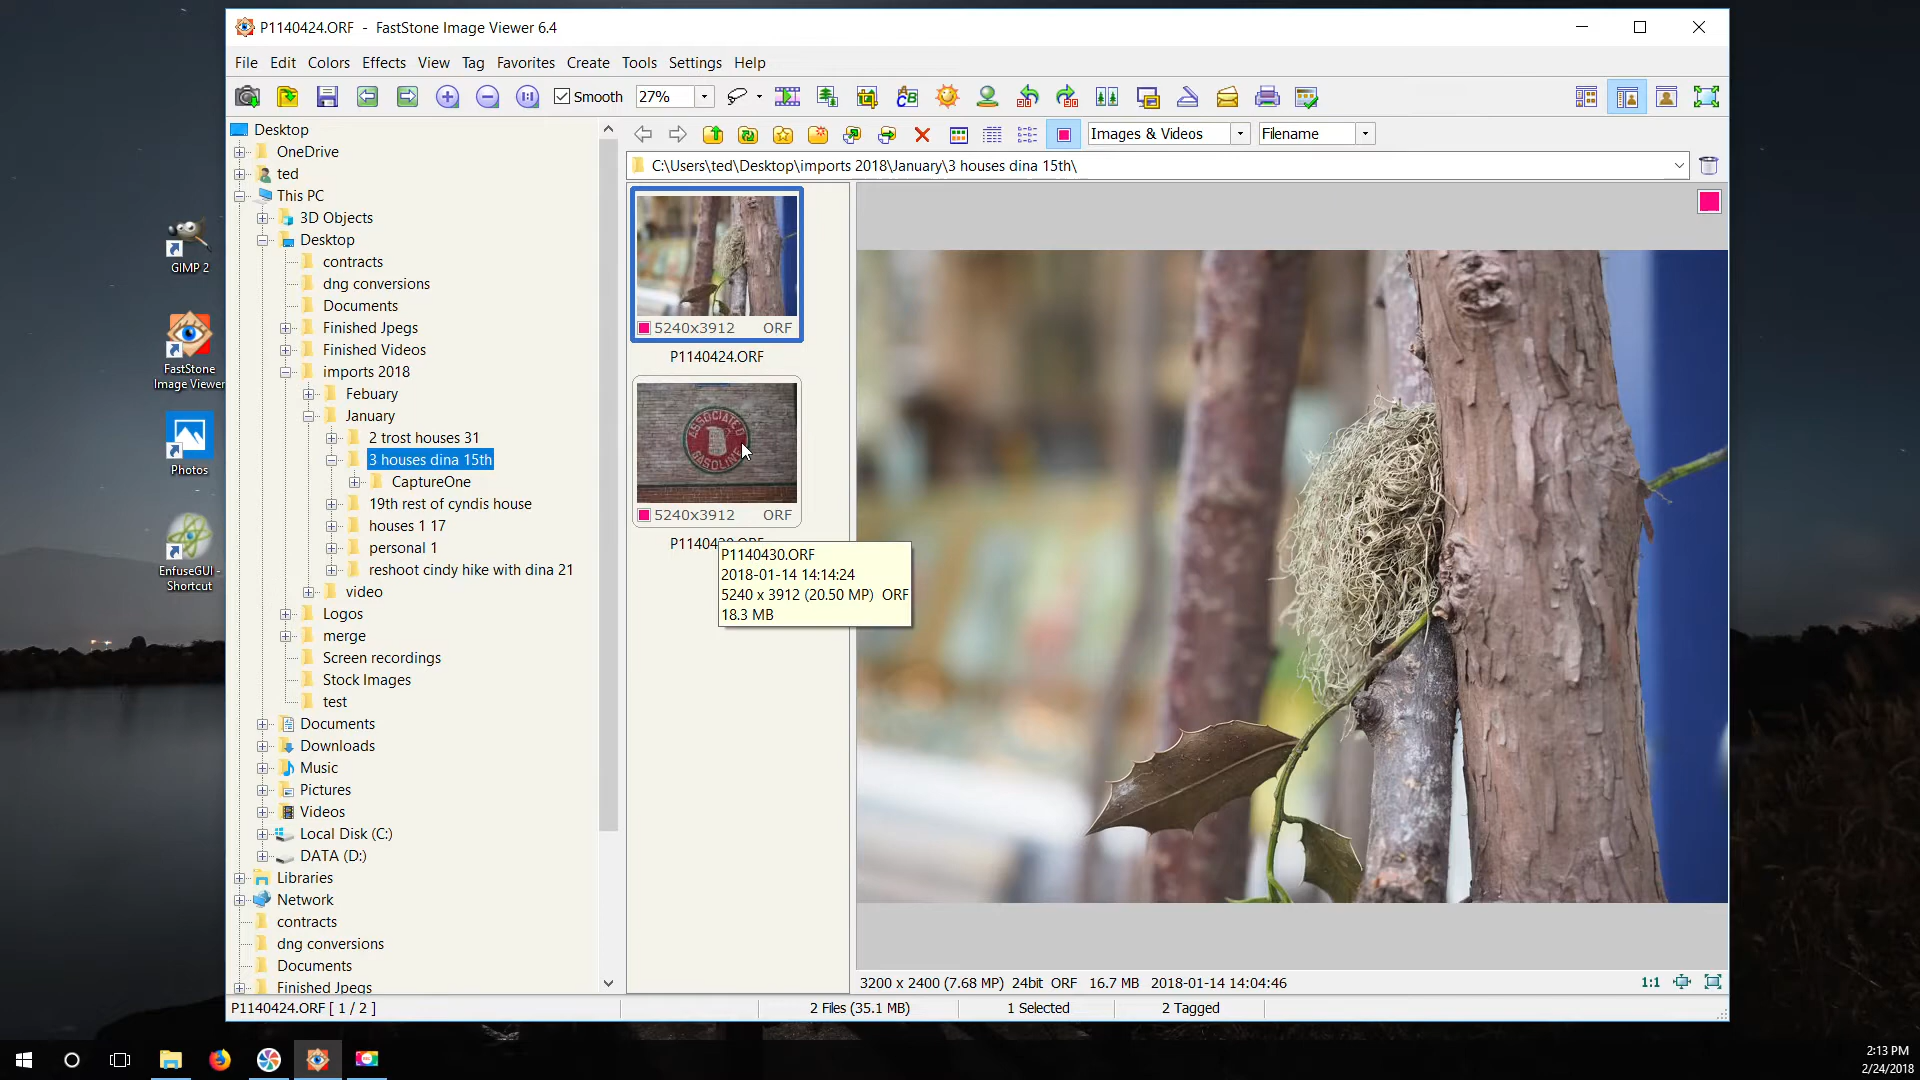 P1140424.ORF - FastStone Image Viewer 6.4
File Edit Colors Effects View Tag Favorites Create Tools Settings Help
Smooth 27%
Images & Videos Filename
C:\Users\ted\Desktop\imports 2018\January\3 houses dina 15th\
Desktop
OneDrive
ted
This PC
3D Objects
Desktop
contracts
dng conversions
Documents
Finished Jpegs
Finished Videos
imports 2018
Febuary
January
2 trost houses 31
3 houses dina 15th
CaptureOne
19th rest of cyndis house
houses 1 17
personal 1
reshoot cindy hike with dina 21
video
Logos
merge
Screen recordings
Stock Images
test
Documents
Downloads
Music
Pictures
Videos
Local Disk (C:)
DATA (D:)
Libraries
Network
contracts
dng conversions
Documents
Finished Jpegs
5240x3912 ORF
P1140424.ORF
ASSOCIATED
GASOLINE
5240x3912 ORF
P1140430.ORF
2018-01-14 14:14:24
5240 x 3912 (20.50 MP) ORF
18.3 MB
3200 x 2400 (7.68 MP) 24bit ORF 16.7 MB 2018-01-14 14:04:46
1:1
P1140424.ORF [ 1 / 2 ]
2 Files (35.1 MB)
1 Selected
2 Tagged
GIMP 2
FastStone
Image Viewer
Photos
EnfuseGUI -
Shortcut
2:13 PM
2/24/2018